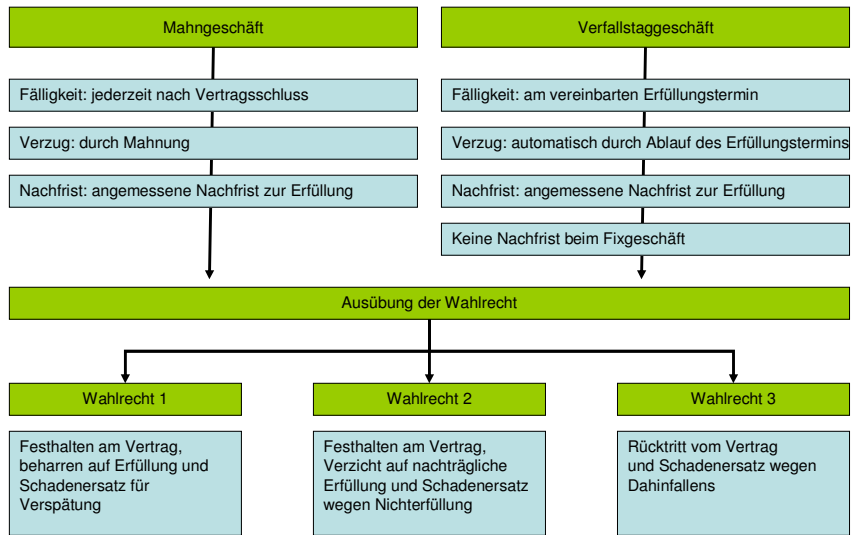 Mahngeschäft
Fälligkeit: jederzeit nach Vertragsschluss
Verzug: durch Mahnung
Nachfrist: angemessene Nachfrist zur Erfüllung
Verfallstaggeschäft
Fälligkeit: am vereinbarten Erfüllungstermin
Verzug: automatisch durch Ablauf des Erfüllungstermins
Nachfrist: angemessene Nachfrist zur Erfüllung
Keine Nachfrist beim Fixgeschäft
Ausübung der Wahlrecht
Wahlrecht 1
Festhalten am Vertrag,
beharren auf Erfüllung und
Schadenersatz für
Verspätung
Wahlrecht 2
Festhalten am Vertrag,
Verzicht auf nachträgliche
Erfüllung und Schadenersatz
wegen Nichterfüllung
Wahlrecht 3
Rücktritt vom Vertrag
und Schadenersatz wegen
Dahinfallens